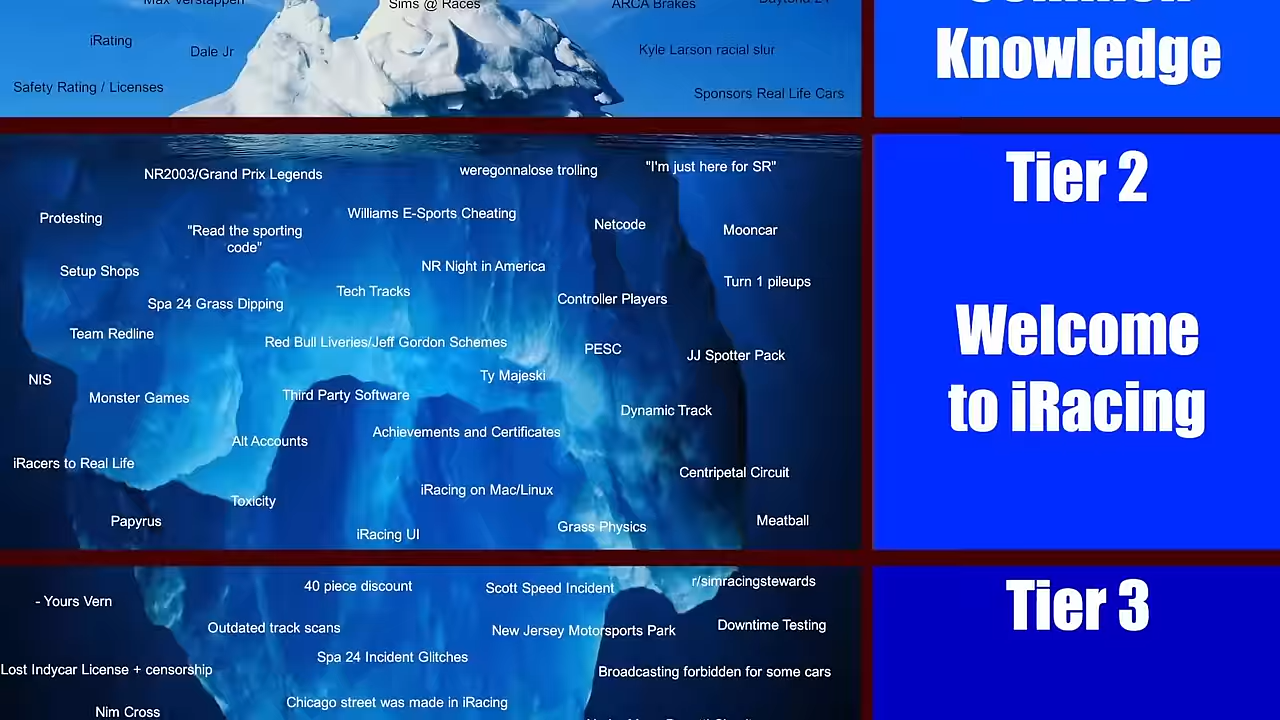 Max Verstappen
Sims @ Races
ARCA Brakes
Daytona 24
Common
Knowledge
iRating
Dale Jr
Kyle Larson racial slur
Safety Rating / Licenses
Sponsors Real Life Cars
Tier 2
Welcome
to iRacing
NR2003/Grand Prix Legends
weregonnalose trolling
"I'm just here for SR"
Protesting
"Read the sporting
code"
Williams E-Sports Cheating
Netcode
Mooncar
Setup Shops
NR Night in America
Turn 1 pileups
Spa 24 Grass Dipping
Tech Tracks
Controller Players
Team Redline
Red Bull Liveries/Jeff Gordon Schemes
PESC
JJ Spotter Pack
NIS
Ty Majeski
Monster Games
Third Party Software
Dynamic Track
Alt Accounts
Achievements and Certificates
iRacers to Real Life
Centripetal Circuit
Toxicity
iRacing on Mac/Linux
Papyrus
iRacing UI
Grass Physics
Meatball
Tier 3
40 piece discount
Scott Speed Incident
r/simracingstewards
- Yours Vern
Outdated track scans
New Jersey Motorsports Park
Downtime Testing
Spa 24 Incident Glitches
Lost Indycar License + censorship
Broadcasting forbidden for some cars
Chicago street was made in iRacing
Nim Cross